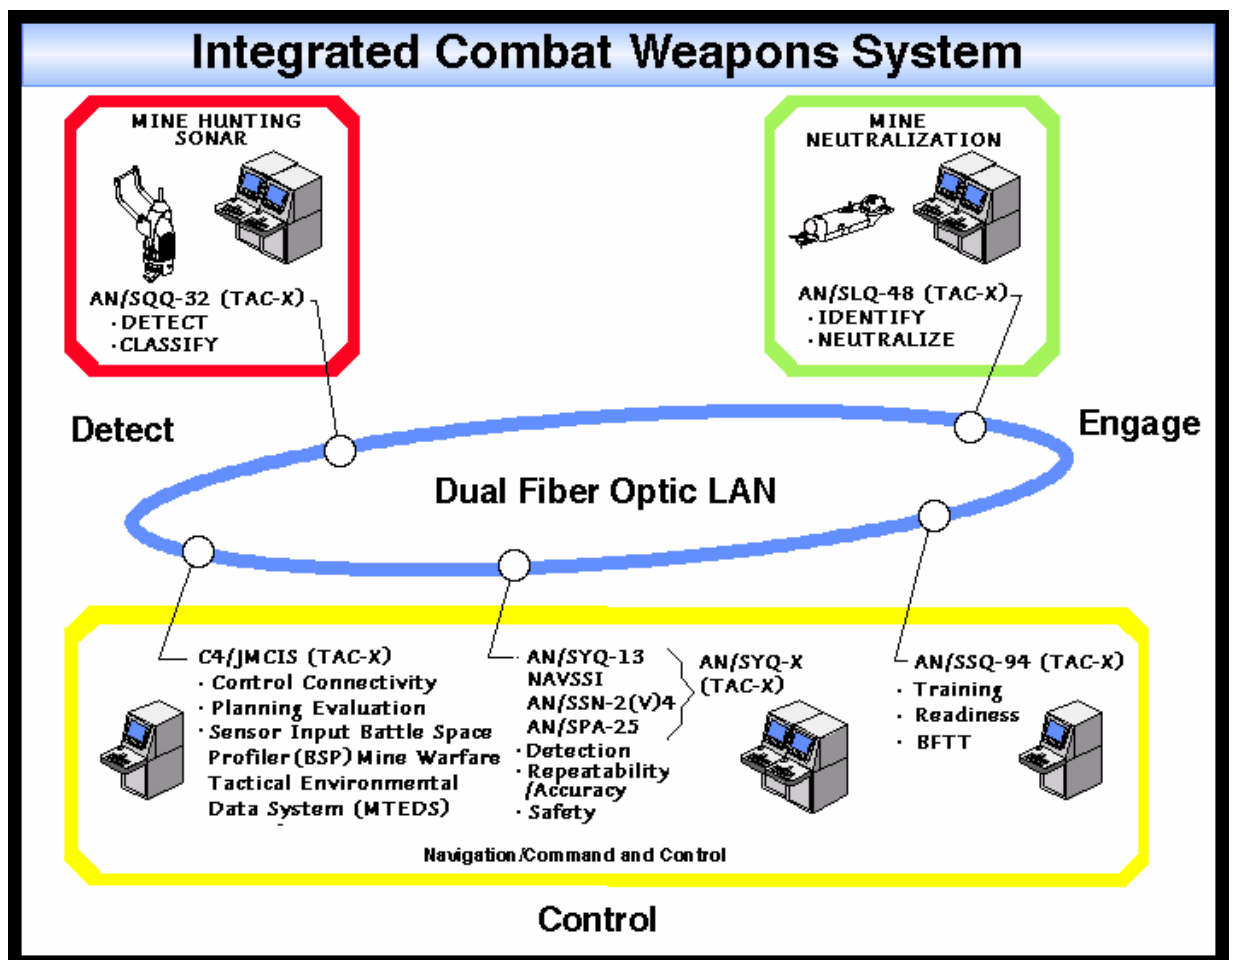 Integrated Combat Weapons System
MINE HUNTING
SONAR
AN/SQQ-32 (TAC-X)
· DETECT
· CLASSIFY
MINE
NEUTRALIZATION
AN/SLQ-48 (TAC-X)
· IDENTIFY
· NEUTRALIZE
Detect
Engage
Dual Fiber Optic LAN
C4/JMCIS (TAC-X)
· Control Connectivity
· Planning Evaluation
· Sensor Input Battle Space
Profiler (BSP) Mine Warfare
Tactical Environmental
Data System (MTEDS)
AN/SYQ-13
NAVSSI
AN/SSN-2(V)4
AN/SPA-25
· Detection
· Repeatability
/Accuracy
· Safety
AN/SYQ-X
(TAC-X)
AN/SSQ-94 (TAC-X)
· Training
· Readiness
· BFTT
Navigation/Command and Control
Control